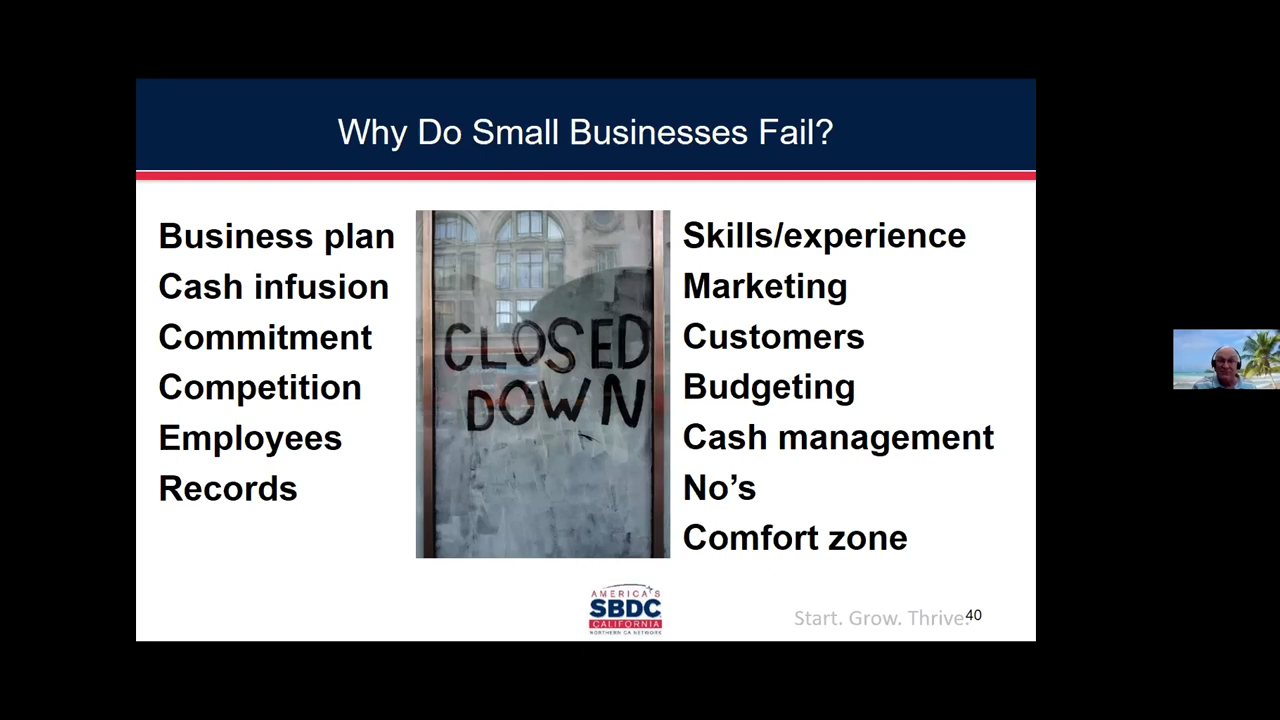 Why Do Small Businesses Fail?
Business plan
Cash infusion
Commitment
Competition
Employees
Records
CLOSED
DOWN
Skills/experience
Marketing
Customers
Budgeting
Cash management
No’s
Comfort zone
AMERICA'S
SBDC
CALIFORNIA
NORTHERN CA NETWORK
Start. Grow. Thrive.
40